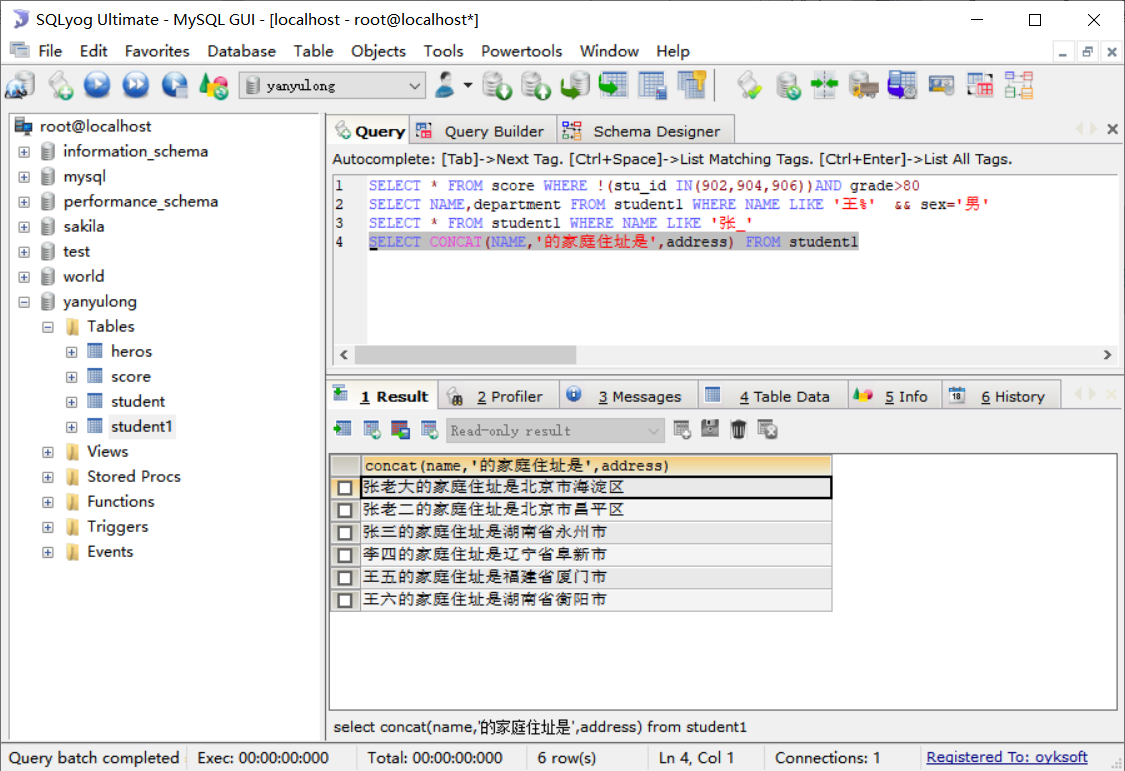 SQLyog Ultimate - MySQL GUI - [localhost - root@localhost*]
File Edit Favorites Database Table Objects Tools Powertools Window Help
yanyulong
root@localhost
information_schema
mysql
performance_schema
sakila
test
world
yanyulong
Tables
heros
score
student
student1
Views
Stored Procs
Functions
Triggers
Events
Query Query Builder Schema Designer
Autocomplete: [Tab]->Next Tag. [Ctrl+Space]->List Matching Tags. [Ctrl+Enter]->List All Tags.
1 SELECT * FROM score WHERE !(stu_id IN(902,904,906))AND grade>80
2 SELECT NAME,department FROM student1 WHERE NAME LIKE '王%' && sex='男'
3 SELECT * FROM student1 WHERE NAME LIKE '张_'
4 SELECT CONCAT(NAME,'的家庭住址是',address) FROM student1
1 Result 2 Profiler 3 Messages 4 Table Data 5 Info 18 6 History
Read-only result
concat(name,'的家庭住址是',address)
张老大的家庭住址是北京市海淀区
张老二的家庭住址是北京市昌平区
张三的家庭住址是湖南省永州市
李四的家庭住址是辽宁省阜新市
王五的家庭住址是福建省厦门市
王六的家庭住址是湖南省衡阳市
select concat(name,'的家庭住址是',address) from student1
Query batch completed Exec: 00:00:00:000 Total: 00:00:00:000 6 row(s) Ln 4, Col 1 Connections: 1 Registered To: oyksoft